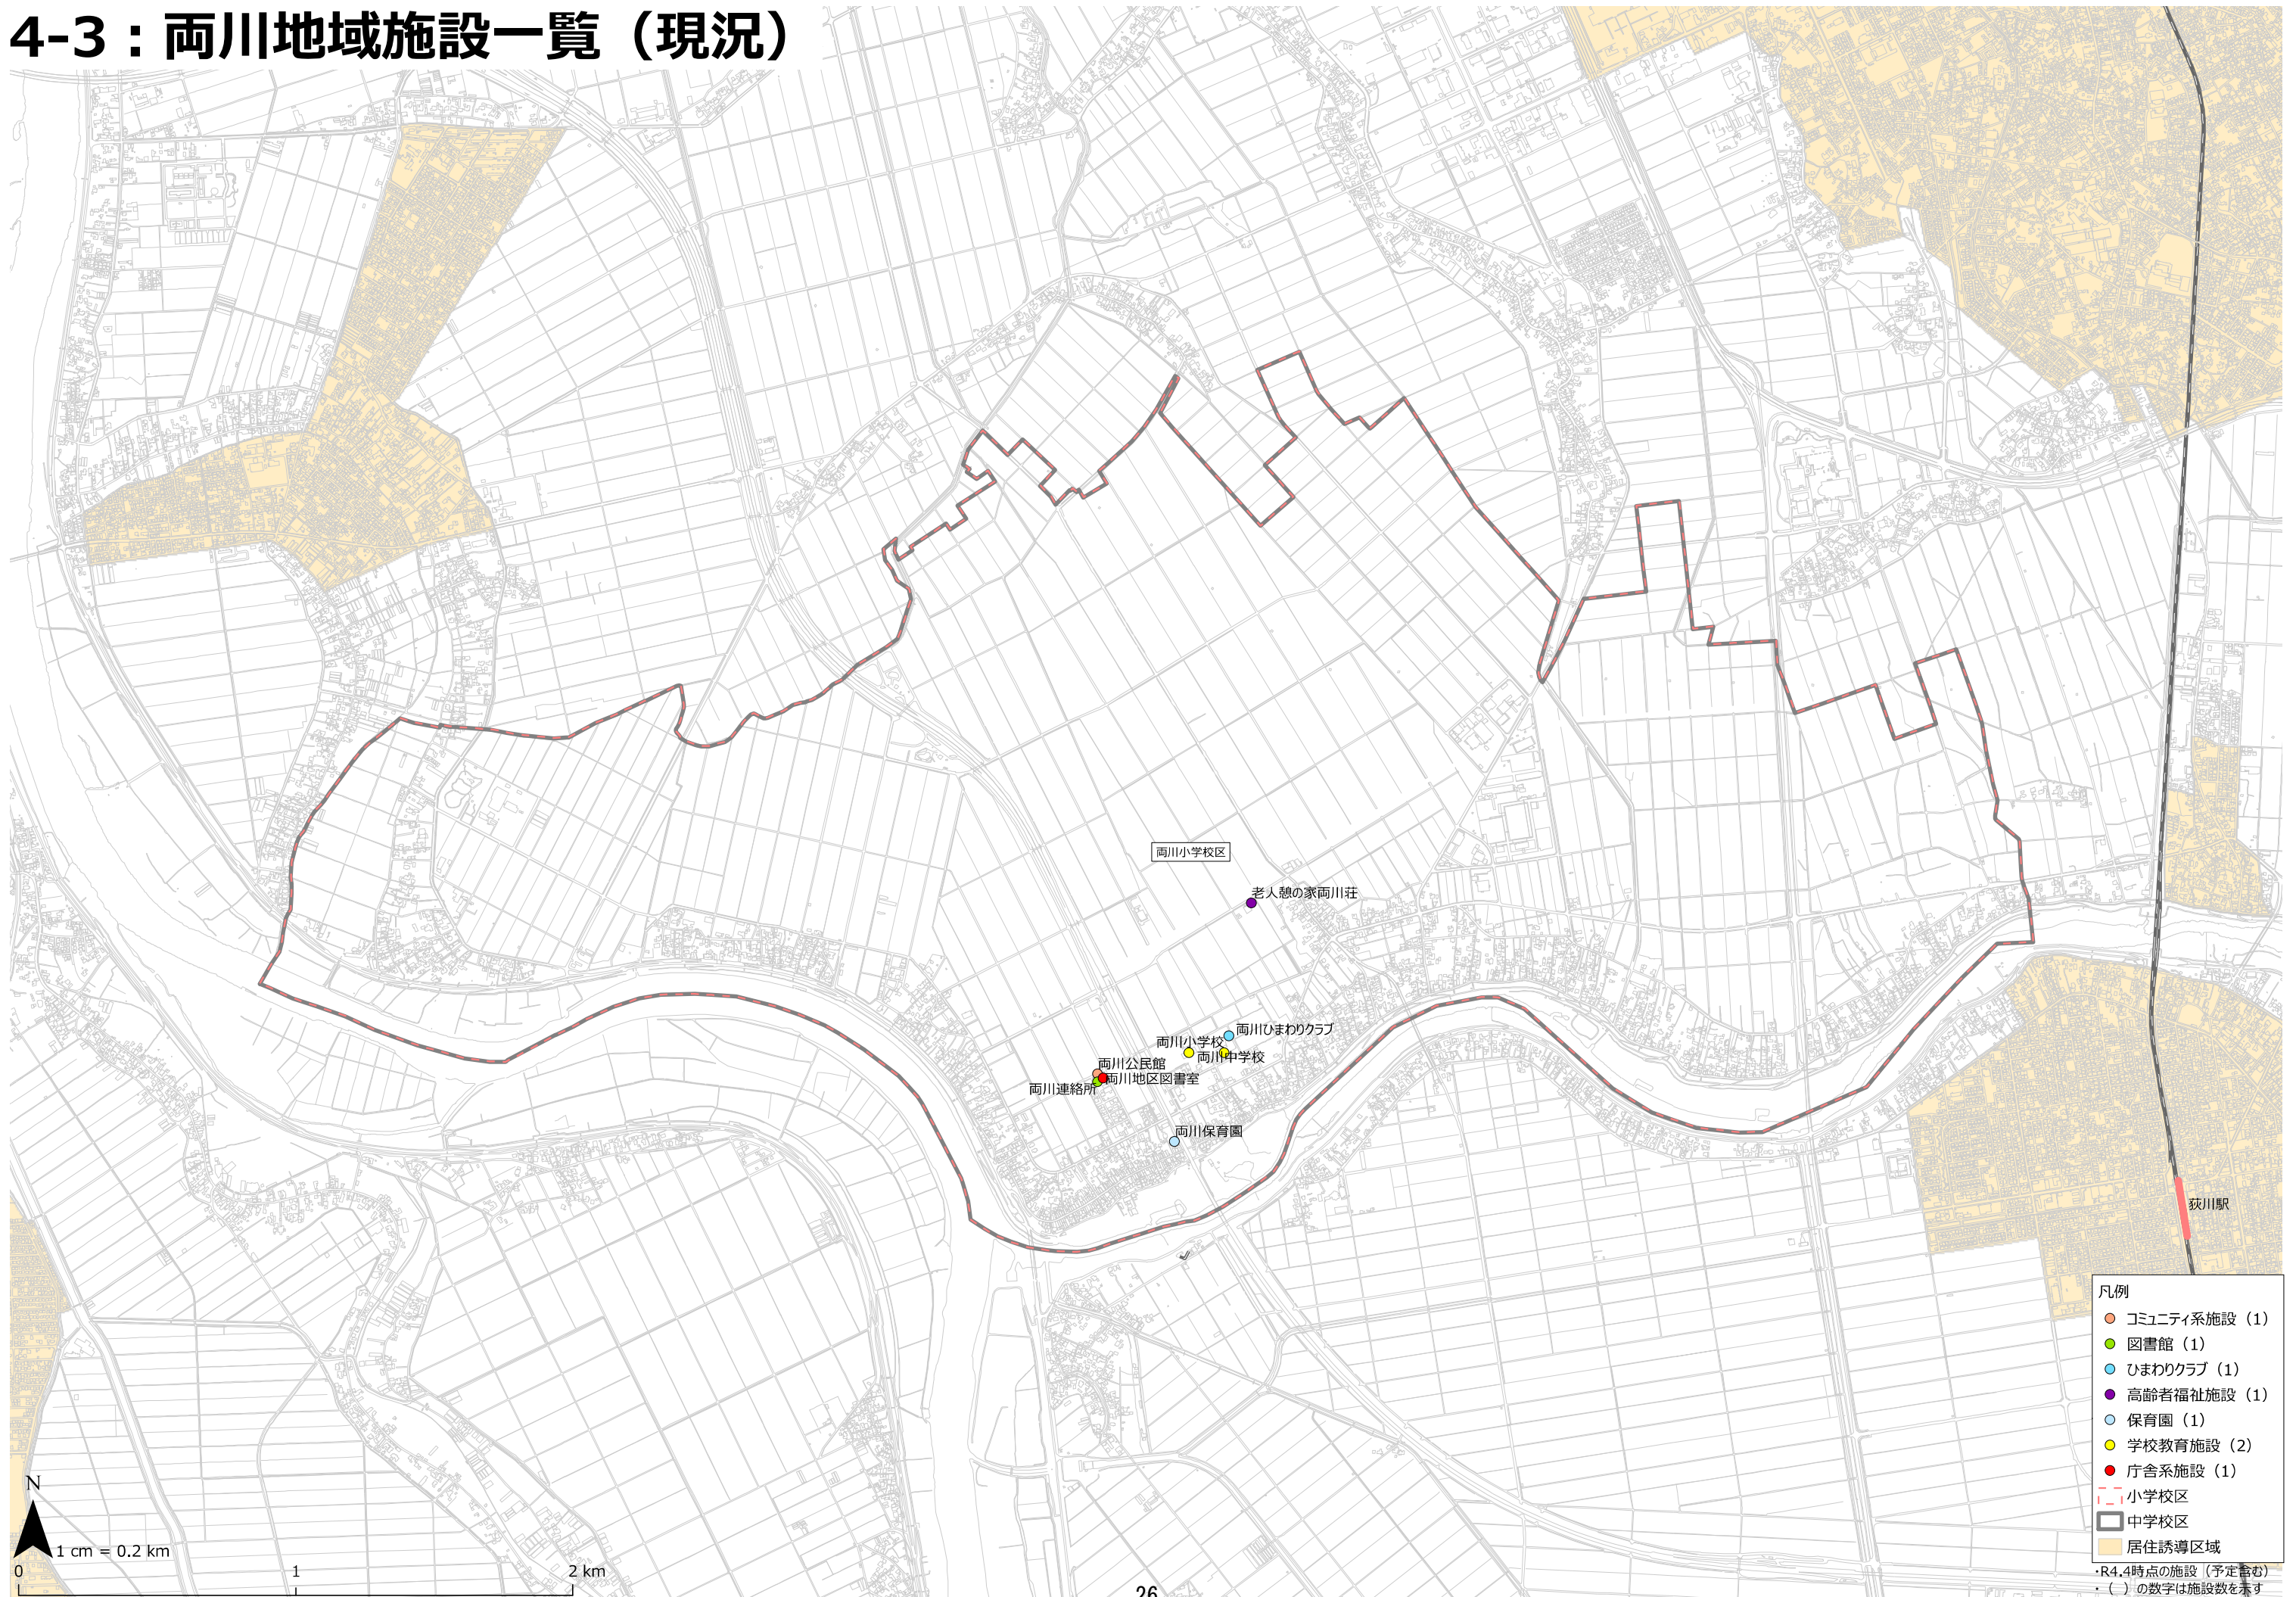 4-3：両川地域施設一覧（現況）
両川小学校区
老人憩の家両川荘
両川ひまわりクラブ
両川小学校
両川中学校
両川公民館
両川地区図書室
両川連絡所
両川保育園
荻川駅
凡例
コミュニティ系施設（1）
図書館（1）
ひまわりクラブ（1）
高齢者福祉施設（1）
保育園（1）
学校教育施設（2）
庁舎系施設（1）
小学校区
中学校区
居住誘導区域
・R4.4時点の施設（予定含む）
・（　）の数字は施設数を示す
N
1 cm = 0.2 km
0 1 2 km
26